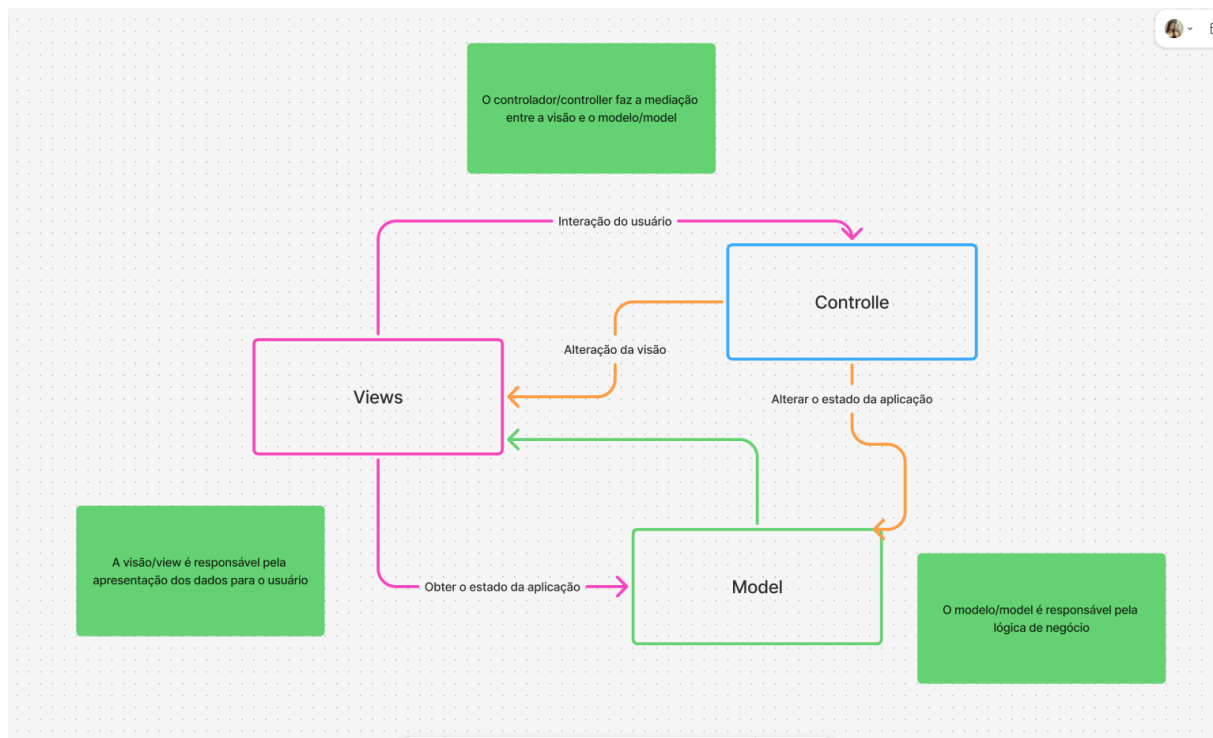 O controlador/controller faz a mediação
entre a visão e o modelo/model
Interação do usuário
Controlle
Alteração da visão
Views
Alterar o estado da aplicação
A visão/view é responsável pela
apresentação dos dados para o usuário
Obter o estado da aplicação
Model
O modelo/model é responsável pela
lógica de negócio